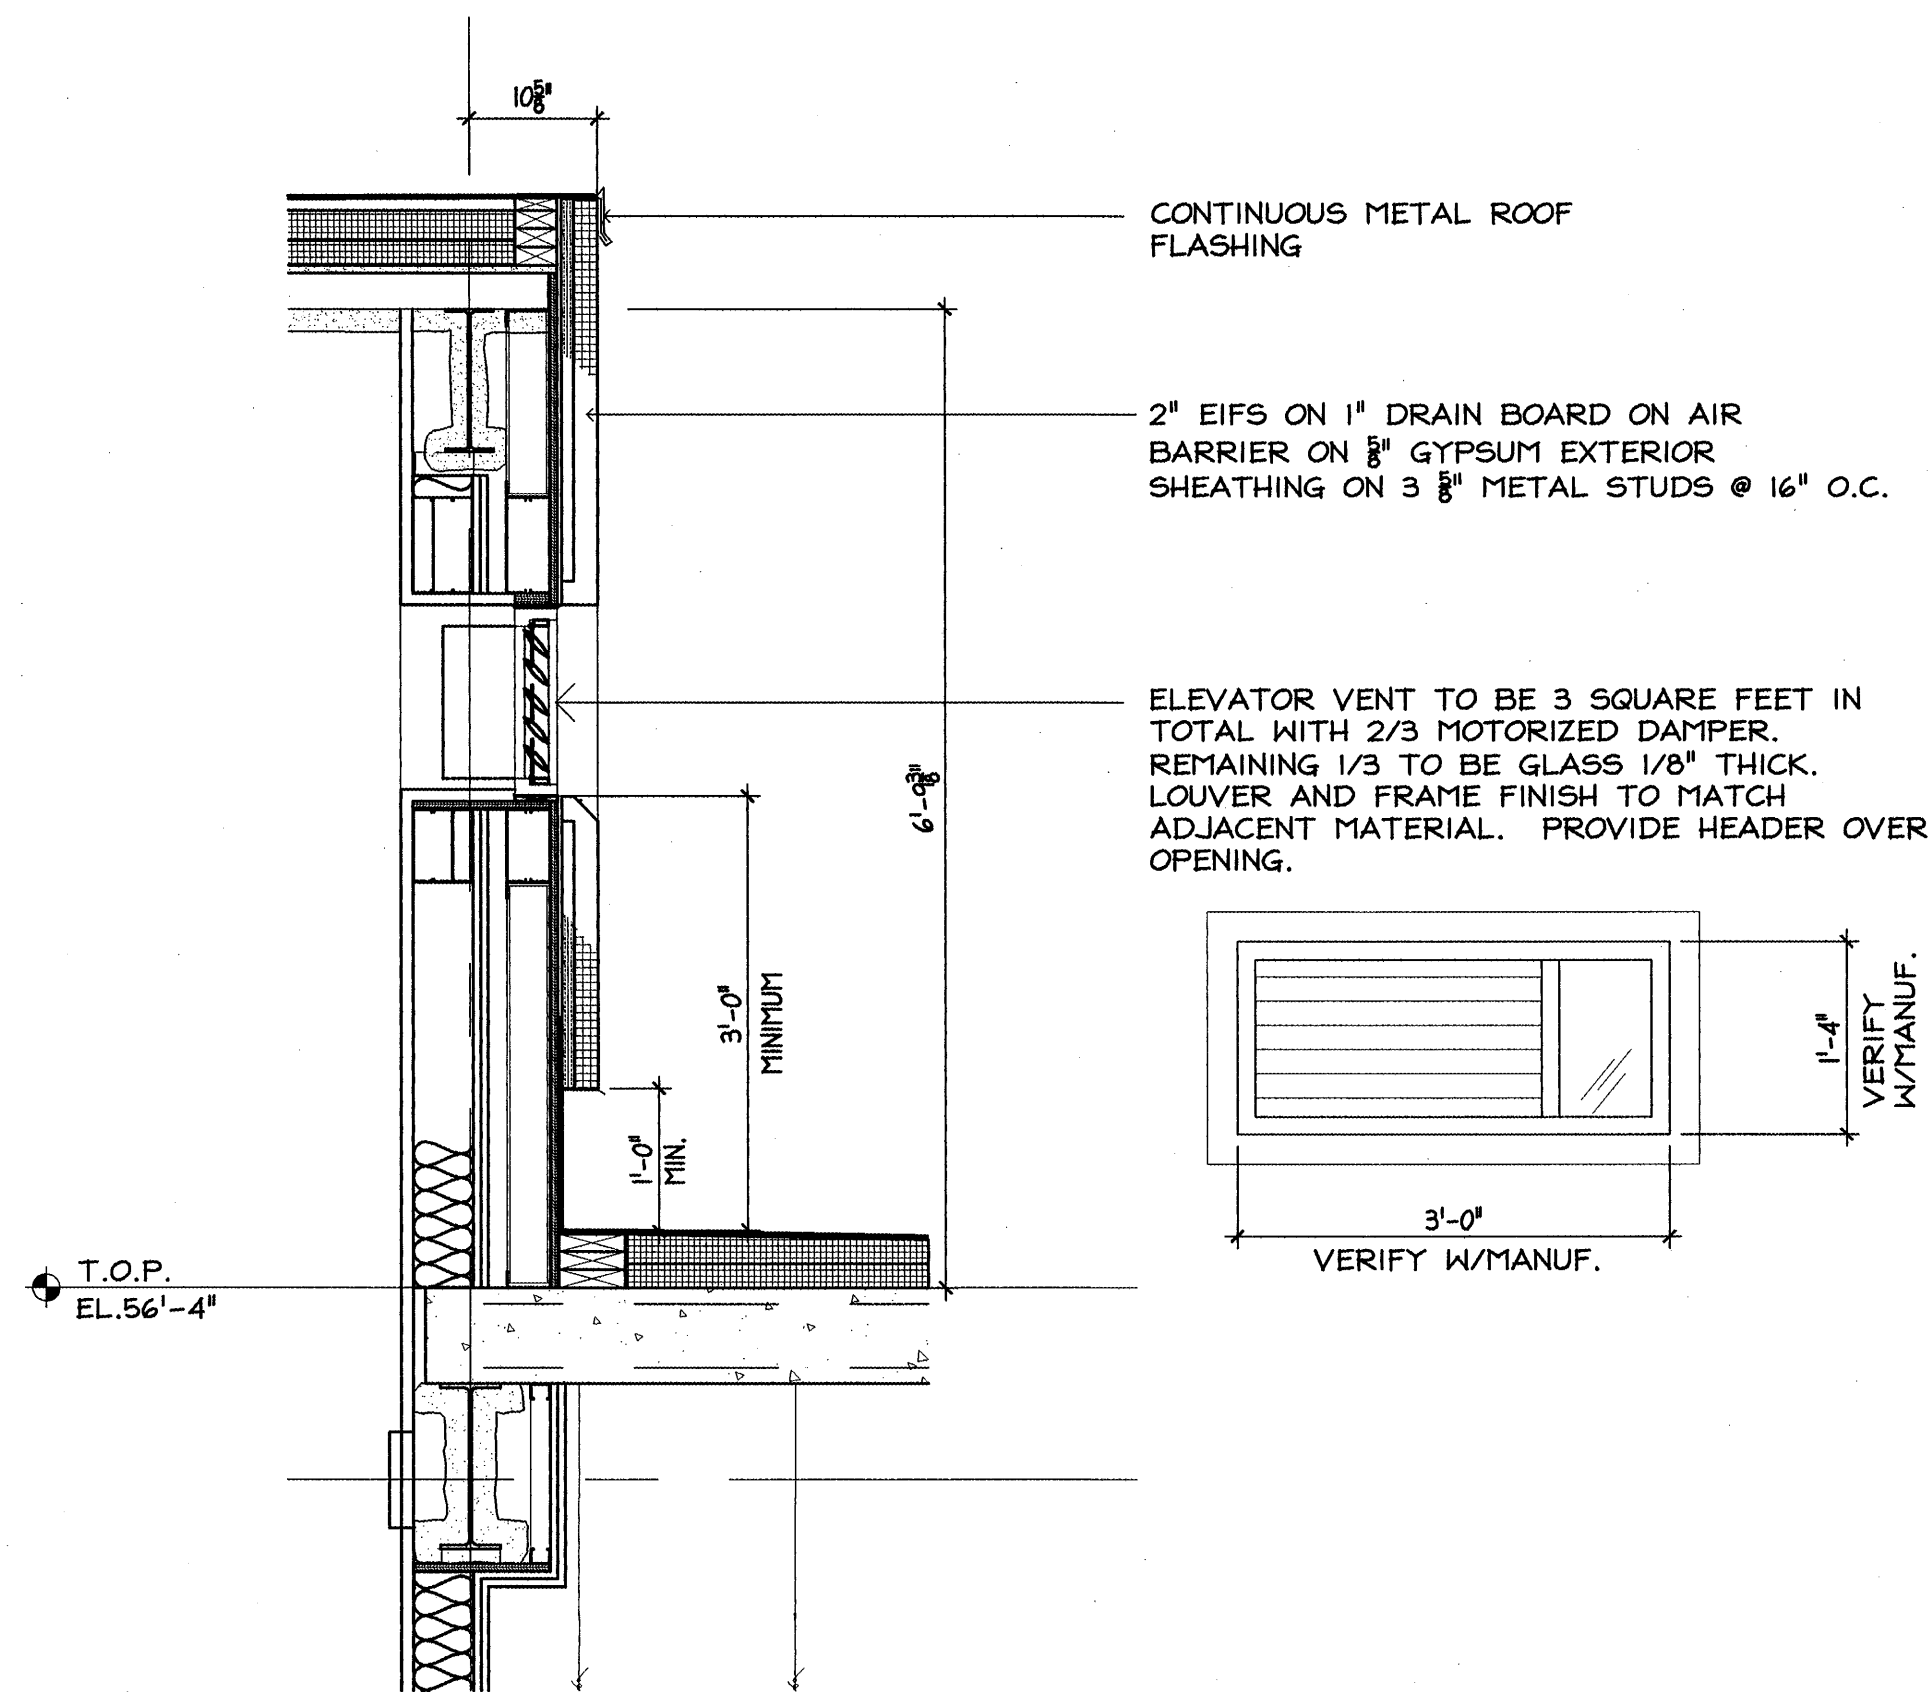 10 5/8"
CONTINUOUS METAL ROOF
FLASHING
2" EIFS ON 1" DRAIN BOARD ON AIR
BARRIER ON 5/8" GYPSUM EXTERIOR
SHEATHING ON 3 5/8" METAL STUDS @ 16" O.C.
ELEVATOR VENT TO BE 3 SQUARE FEET IN
TOTAL WITH 2/3 MOTORIZED DAMPER.
REMAINING 1/3 TO BE GLASS 1/8" THICK.
LOUVER AND FRAME FINISH TO MATCH
ADJACENT MATERIAL. PROVIDE HEADER OVER
OPENING.
3'-0"
MINIMUM
1'-0"
MIN.
1'-4"
VERIFY
W/MANUF.
3'-0"
VERIFY W/MANUF.
T.O.P.
EL.56'-4"